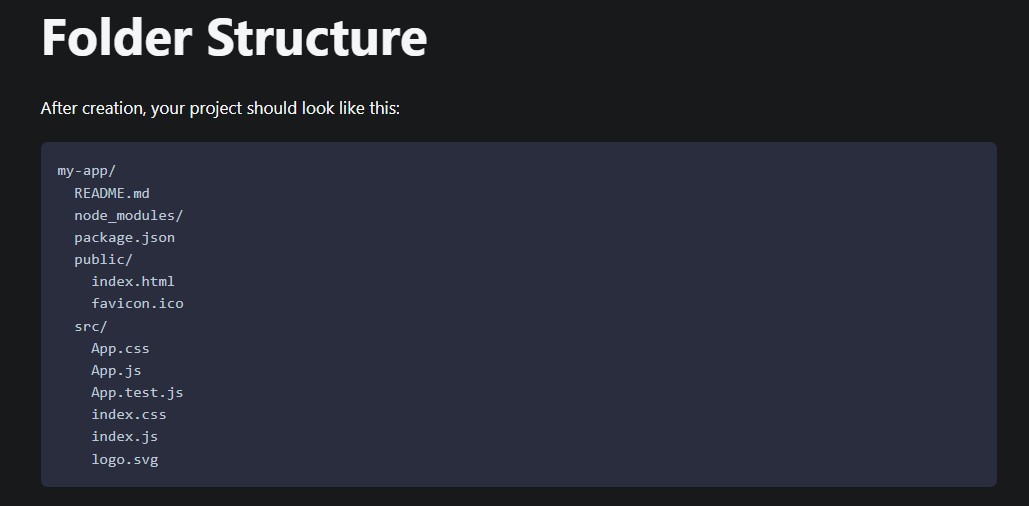 Folder Structure
After creation, your project should look like this:
my-app/
  README.md
  node_modules/
  package.json
  public/
    index.html
    favicon.ico
  src/
    App.css
    App.js
    App.test.js
    index.css
    index.js
    logo.svg